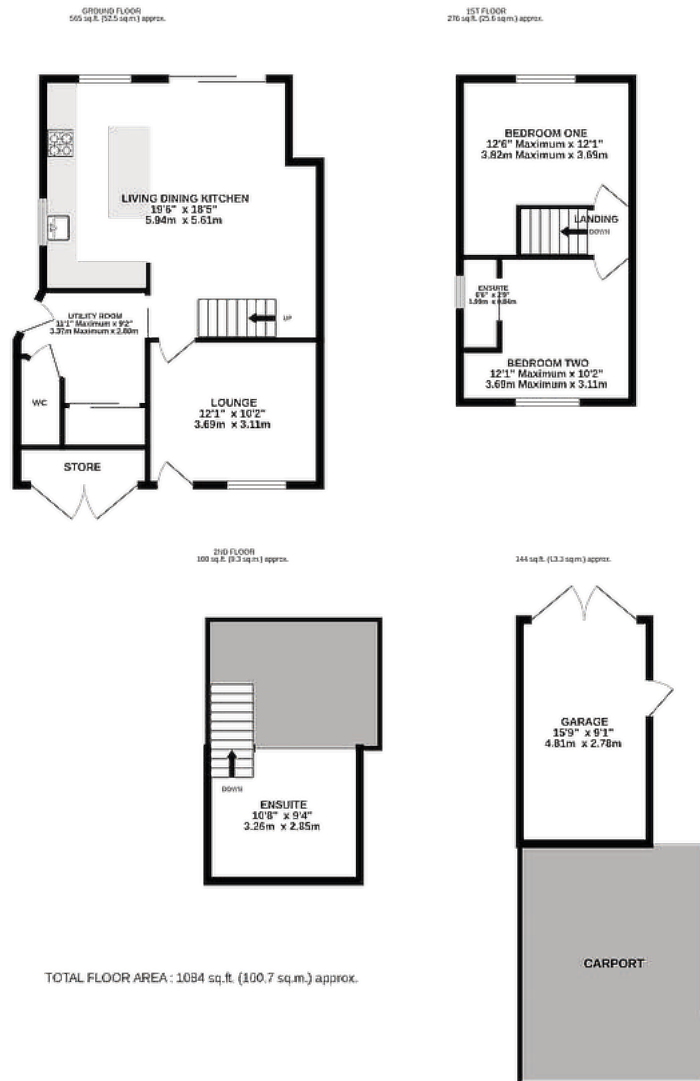 GROUND FLOOR
565 sq.ft. (52.5 sq.m.) approx.
1ST FLOOR
276 sq.ft. (25.6 sq.m.) approx.
LIVING DINING KITCHEN
19'6" x 18'5"
5.94m x 5.61m
UP
UTILITY ROOM
11'1" Maximum x 9'2"
3.37m Maximum x 2.80m
WC
LOUNGE
12'1" x 10'2"
3.69m x 3.11m
STORE
BEDROOM ONE
12'6" Maximum x 12'1"
3.82m Maximum x 3.69m
LANDING
DOWN
ENSUITE
BEDROOM TWO
12'1" Maximum x 10'2"
3.69m Maximum x 3.11m
2ND FLOOR
100 sq.ft. (9.3 sq.m.) approx.
144 sq.ft. (13.3 sq.m.) approx.
DOWN
ENSUITE
10'8" x 9'4"
3.26m x 2.85m
GARAGE
15'9" x 9'1"
4.81m x 2.78m
CARPORT
TOTAL FLOOR AREA : 1084 sq.ft. (100.7 sq.m.) approx.